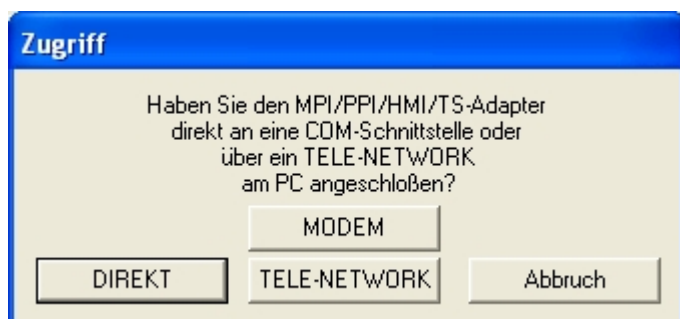 Zugriff
Haben Sie den MPI/PPI/HMI/TS-Adapter
direkt an eine COM-Schnittstelle oder
über ein TELE-NETWORK
am PC angeschloßen?
MODEM
DIREKT TELE-NETWORK Abbruch